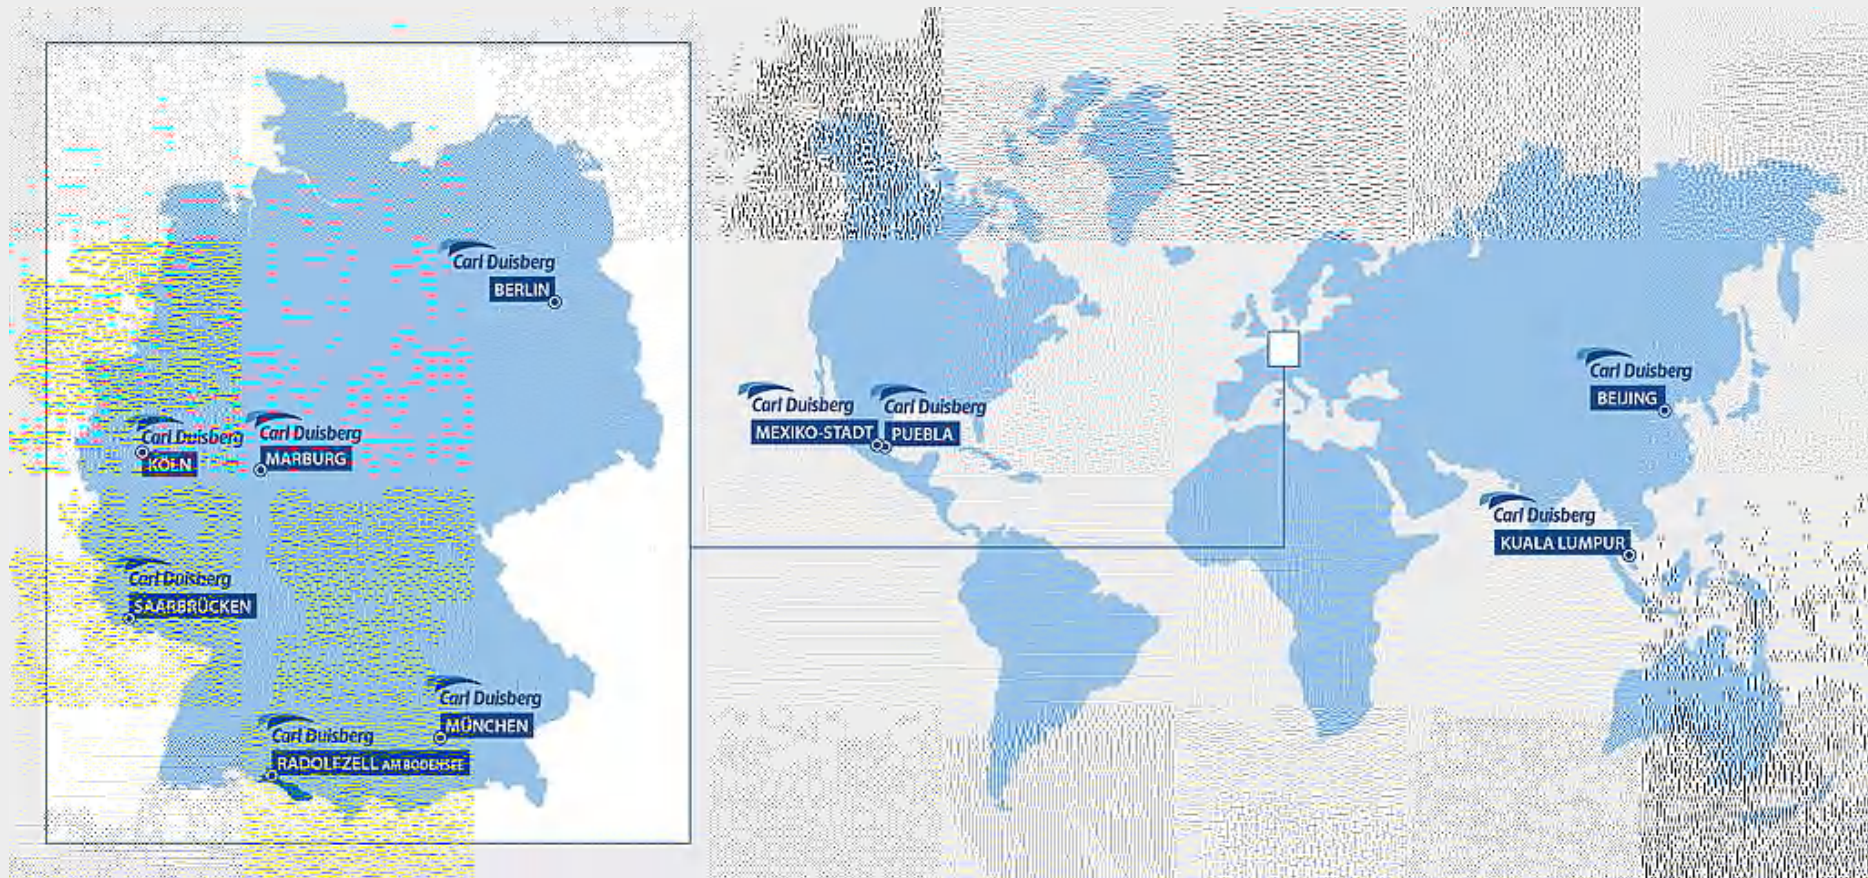 Carl Duisberg
BERLIN
Carl Duisberg
KÖLN
Carl Duisberg
MARBURG
Carl Duisberg
SAARBRÜCKEN
Carl Duisberg
MÜNCHEN
Carl Duisberg
RADOLFZELL AM BODENSEE
Carl Duisberg
MEXIKO-STADT
Carl Duisberg
PUEBLA
Carl Duisberg
BEIJING
Carl Duisberg
KUALA LUMPUR